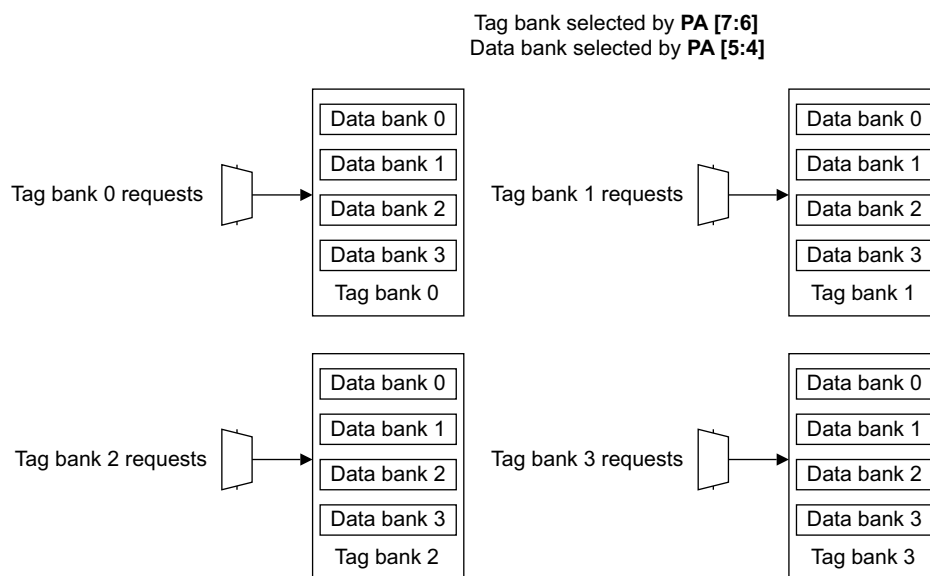 Tag bank selected by PA [7:6]
Data bank selected by PA [5:4]
Tag bank 0 requests
Data bank 0
Data bank 1
Data bank 2
Data bank 3
Tag bank 0
Tag bank 1 requests
Data bank 0
Data bank 1
Data bank 2
Data bank 3
Tag bank 1
Tag bank 2 requests
Data bank 0
Data bank 1
Data bank 2
Data bank 3
Tag bank 2
Tag bank 3 requests
Data bank 0
Data bank 1
Data bank 2
Data bank 3
Tag bank 3